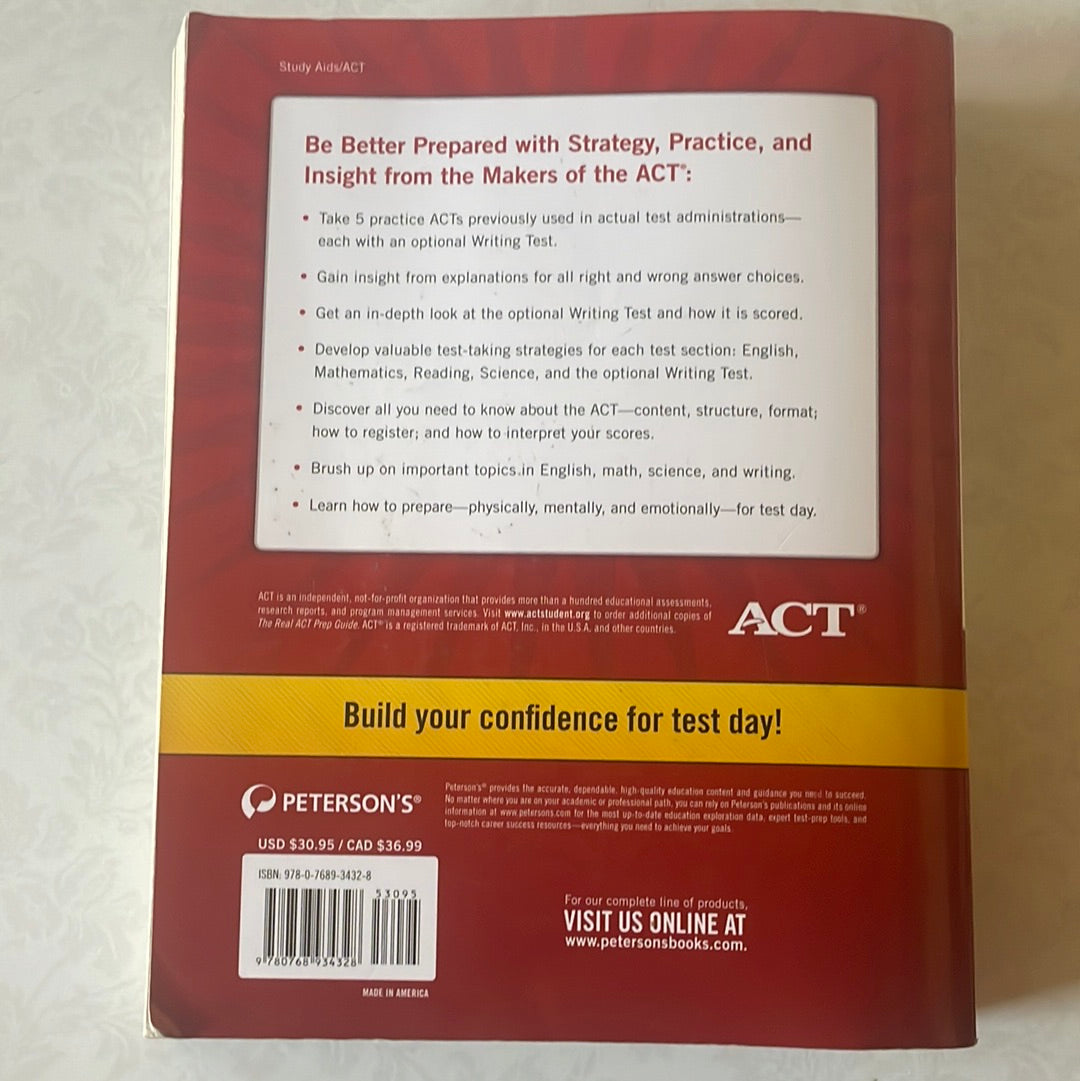 Study Aids/ACT
Be Better Prepared with Strategy, Practice, and
Insight from the Makers of the ACT®:
• Take 5 practice ACTs previously used in actual test administrations—
each with an optional Writing Test.
• Gain insight from explanations for all right and wrong answer choices.
• Get an in-depth look at the optional Writing Test and how it is scored.
• Develop valuable test-taking strategies for each test section: English,
Mathematics, Reading, Science, and the optional Writing Test.
• Discover all you need to know about the ACT—content, structure, format;
how to register; and how to interpret your scores.
• Brush up on important topics in English, math, science, and writing.
• Learn how to prepare—physically, mentally, and emotionally—for test day.
ACT is an independent, not-for-profit organization that provides more than a hundred educational assessments,
research reports, and program management services. Visit www.actstudent.org to order additional copies of
The Real ACT Prep Guide. ACT® is a registered trademark of ACT, Inc., in the U.S.A. and other countries.
ACT®
Build your confidence for test day!
PETERSON'S®
Peterson's® provides the accurate, dependable, high-quality education content and guidance you need to succeed.
No matter where you are on your academic or professional path, you can rely on Peterson's publications and its online
information at www.petersons.com for the most up-to-date education exploration data, expert test-prep tools, and
top-notch career success resources—everything you need to achieve your goals.
USD $30.95 / CAD $36.99
ISBN: 978-0-7689-3432-8
53095
9 780768 934328
MADE IN AMERICA
For our complete line of products,
VISIT US ONLINE AT
www.petersonsbooks.com.